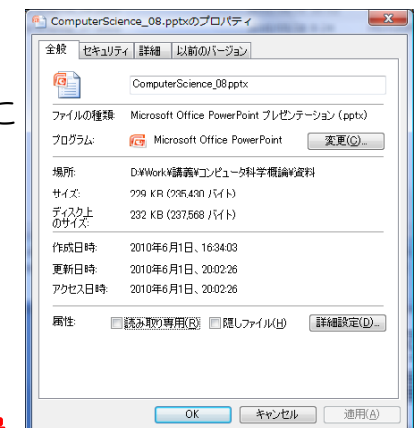 ComputerScience_08.pptxのプロパティ
全般 セキュリティ 詳細 以前のバージョン
ComputerScience_08.pptx
ファイルの種類: Microsoft Office PowerPoint プレゼンテーション (pptx)
プログラム: Microsoft Office PowerPoint 変更(C)...
場所: D:¥Work¥講義¥コンピュータ科学概論¥資料
サイズ: 229 KB (235,430 バイト)
ディスク上
のサイズ: 232 KB (237,568 バイト)
作成日時: 2010年6月1日、16:34:03
更新日時: 2010年6月1日、20:02:26
アクセス日時: 2010年6月1日、20:02:26
属性: 読み取り専用(R) 隠しファイル(H) 詳細設定(D)...
OK キャンセル 適用(A)
に